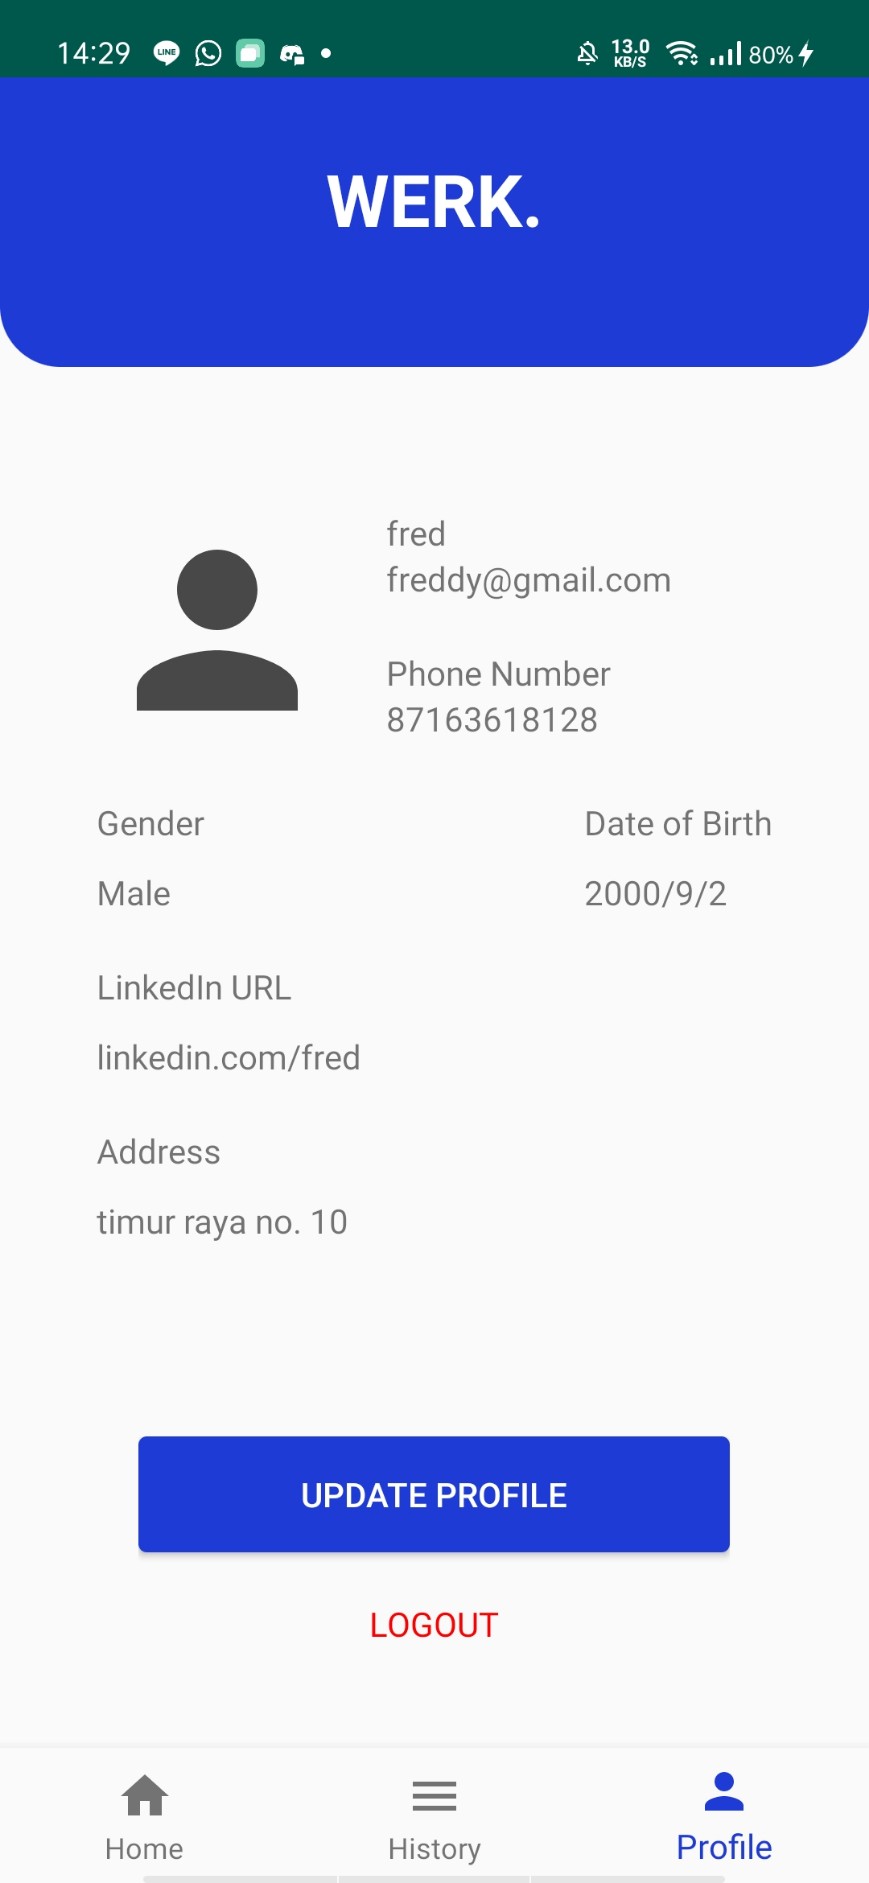 14:29 LINE 13.0 KB/S 80%
WERK.
fred
freddy@gmail.com
Phone Number
87163618128
Gender Date of Birth
Male 2000/9/2
LinkedIn URL
linkedin.com/fred
Address
timur raya no. 10
UPDATE PROFILE
LOGOUT
Home History Profile